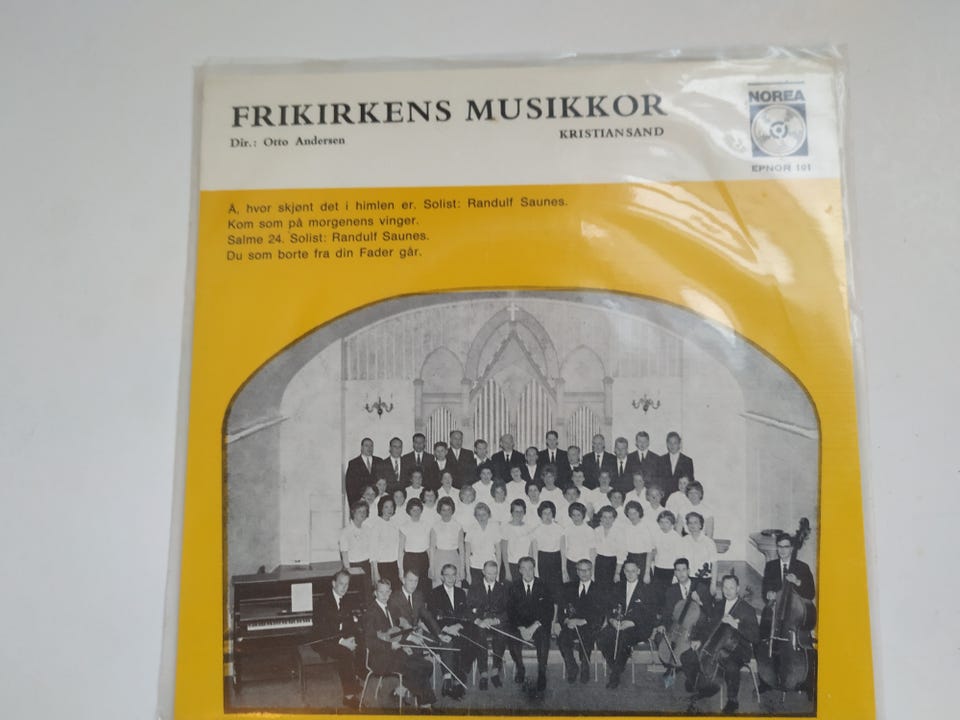 FRIKIRKENS MUSIKKOR
Dir.: Otto Andersen
KRISTIANSAND
NOREA
EPNOR 101
Å, hvor skjønt det i himlen er. Solist: Randulf Saunes.
Kom som på morgenens vinger.
Salme 24. Solist: Randulf Saunes.
Du som borte fra din Fader går.